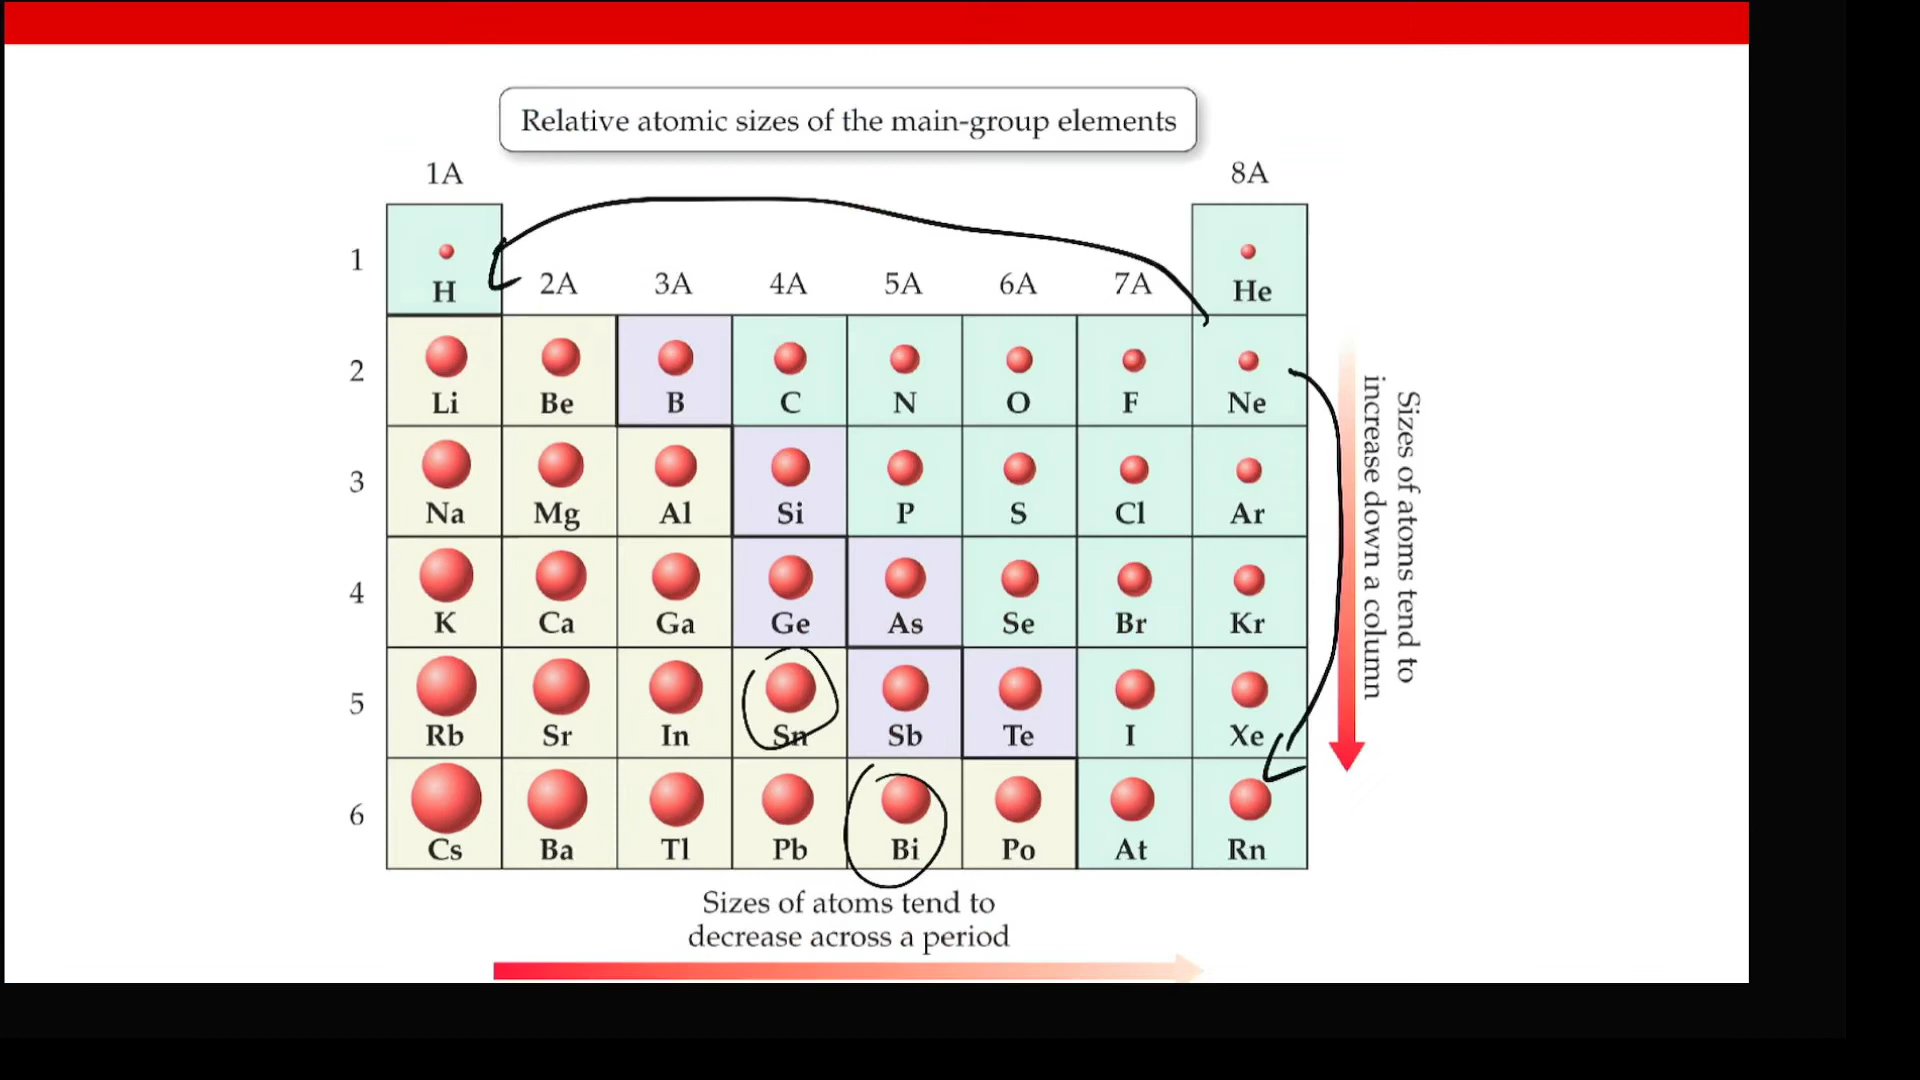 Relative atomic sizes of the main-group elements
1A 8A
1 H 2A 3A 4A 5A 6A 7A He
2 Li Be B C N O F Ne
3 Na Mg Al Si P S Cl Ar
4 K Ca Ga Ge As Se Br Kr
5 Rb Sr In Sn Sb Te I Xe
6 Cs Ba Tl Pb Bi Po At Rn
Sizes of atoms tend to
increase down a column
Sizes of atoms tend to
decrease across a period